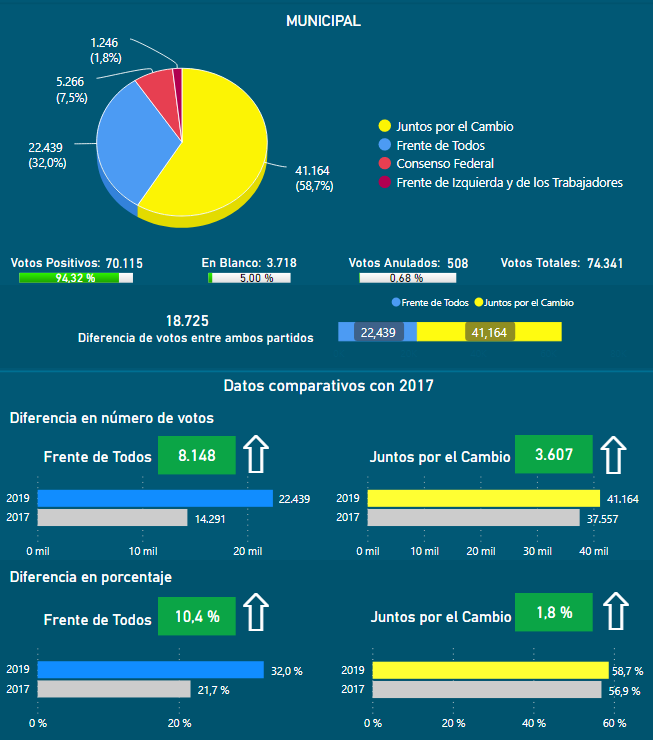 MUNICIPAL
1.246
(1,8%)
5.266
(7,5%)
22.439
(32,0%)
41.164
(58,7%)
Juntos por el Cambio
Frente de Todos
Consenso Federal
Frente de Izquierda y de los Trabajadores
Votos Positivos: 70.115
94,32 %
En Blanco: 3.718
5,00 %
Votos Anulados: 508
0,68 %
Votos Totales: 74.341
Frente de Todos Juntos por el Cambio
18.725
Diferencia de votos entre ambos partidos
22,439 41,164
Datos comparativos con 2017
Diferencia en número de votos
Frente de Todos 8.148
2019 22.439
2017 14.291
0 mil 10 mil 20 mil
Juntos por el Cambio 3.607
2019 41.164
2017 37.557
0 mil 10 mil 20 mil 30 mil 40 mil
Diferencia en porcentaje
Frente de Todos 10,4 %
2019 32,0 %
2017 21,7 %
0 % 20 %
Juntos por el Cambio 1,8 %
2019 58,7 %
2017 56,9 %
0 % 20 % 40 % 60 %